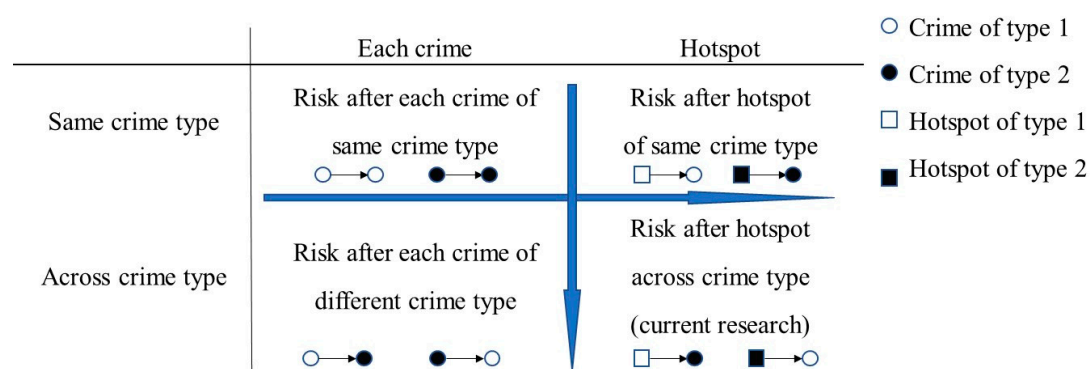 Each crime
Hotspot
Crime of type 1
Crime of type 2
Hotspot of type 1
Hotspot of type 2
Same crime type
Risk after each crime of
same crime type
Risk after hotspot
of same crime type
Across crime type
Risk after each crime of
different crime type
Risk after hotspot
across crime type
(current research)